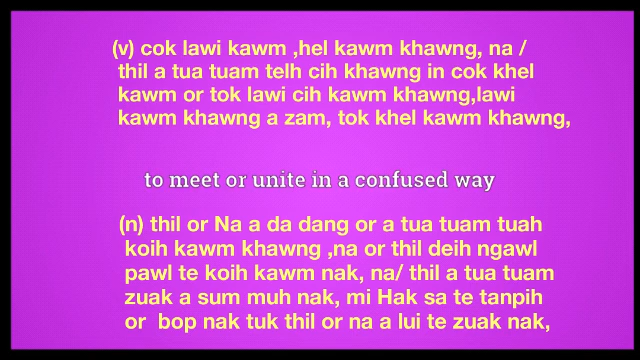 (v) cok lawi kawm ,hel kawm khawng, na /
thil a tua tuam telh cih khawng in cok khel
kawm or tok lawi cih kawm khawng,lawi
kawm khawng a zam, tok khel kawm khawng,
to meet or unite in a confused way
(n) thil or Na a da dang or a tua tuam tuah
koih kawm khawng ,na or thil deih ngawl
pawl te koih kawm nak, na/ thil a tua tuam
zuak a sum muh nak, mi Hak sa te tanpih
or bop nak tuk thil or na a lui te zuak nak,